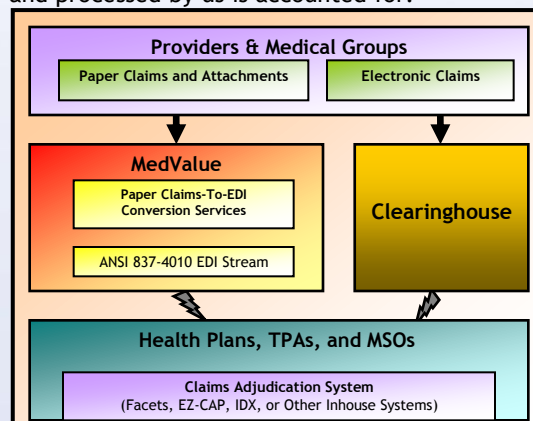 and processed by us is accounted for.
Providers & Medical Groups
Paper Claims and Attachments
Electronic Claims
MedValue
Paper Claims-To-EDI
Conversion Services
ANSI 837-4010 EDI Stream
Clearinghouse
Health Plans, TPAs, and MSOs
Claims Adjudication System
(Facets, EZ-CAP, IDX, or Other Inhouse Systems)